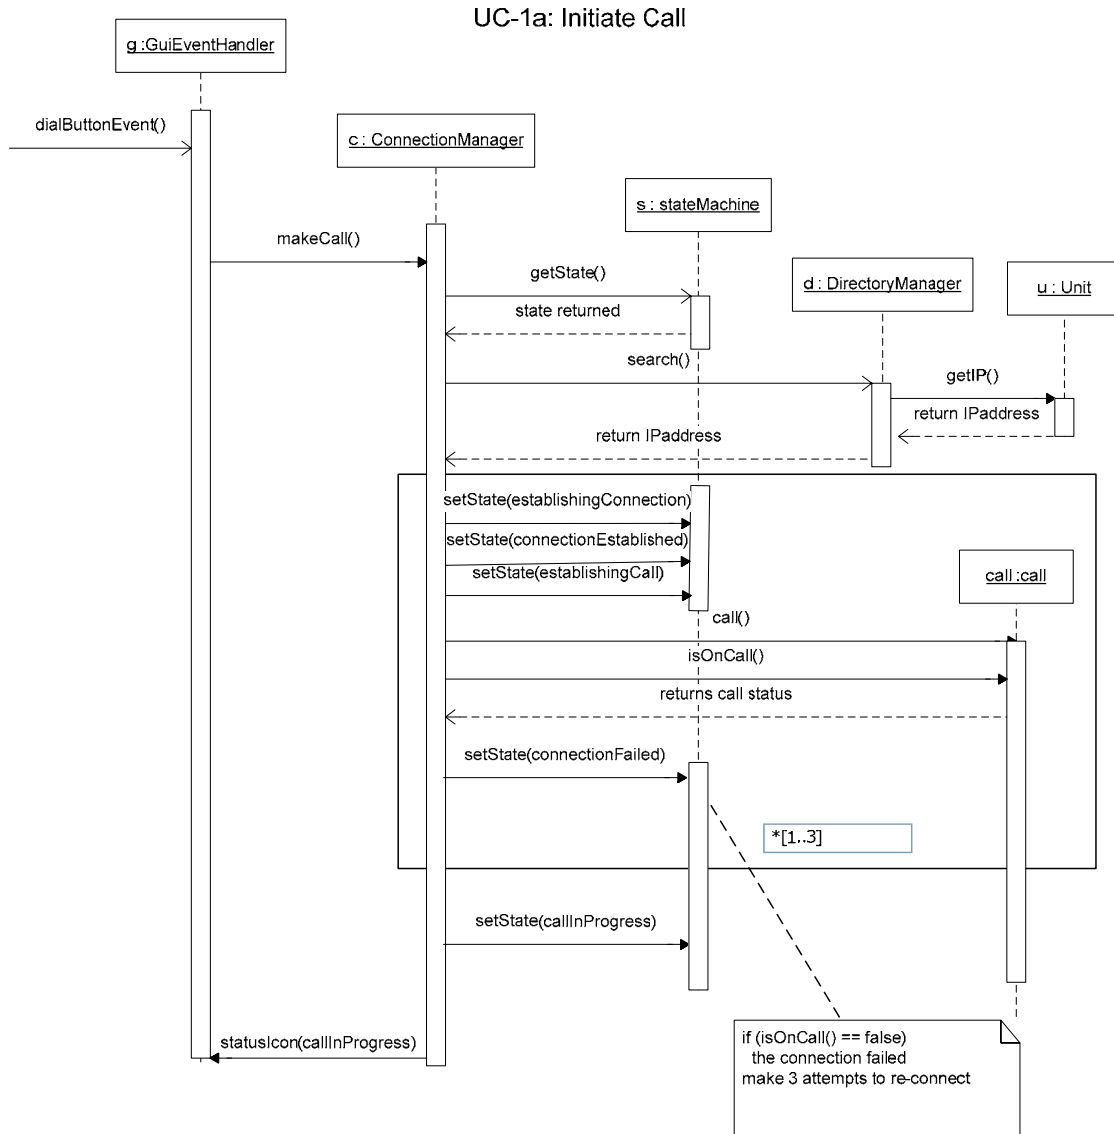 UC-1a: Initiate Call
g :GuiEventHandler
dialButtonEvent()
c : ConnectionManager
s : stateMachine
makeCall()
getState()
d : DirectoryManager
u : Unit
state returned
search()
getIP()
return IPaddress
return IPaddress
setState(establishingConnection)
setState(connectionEstablished)
setState(establishingCall)
call :call
call()
isOnCall()
returns call status
setState(connectionFailed)
*[1..3]
setState(callInProgress)
statusIcon(callInProgress)
if (isOnCall() == false)
the connection failed
make 3 attempts to re-connect